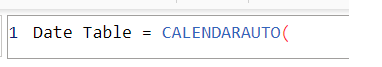 1 Date Table = CALENDARAUTO(